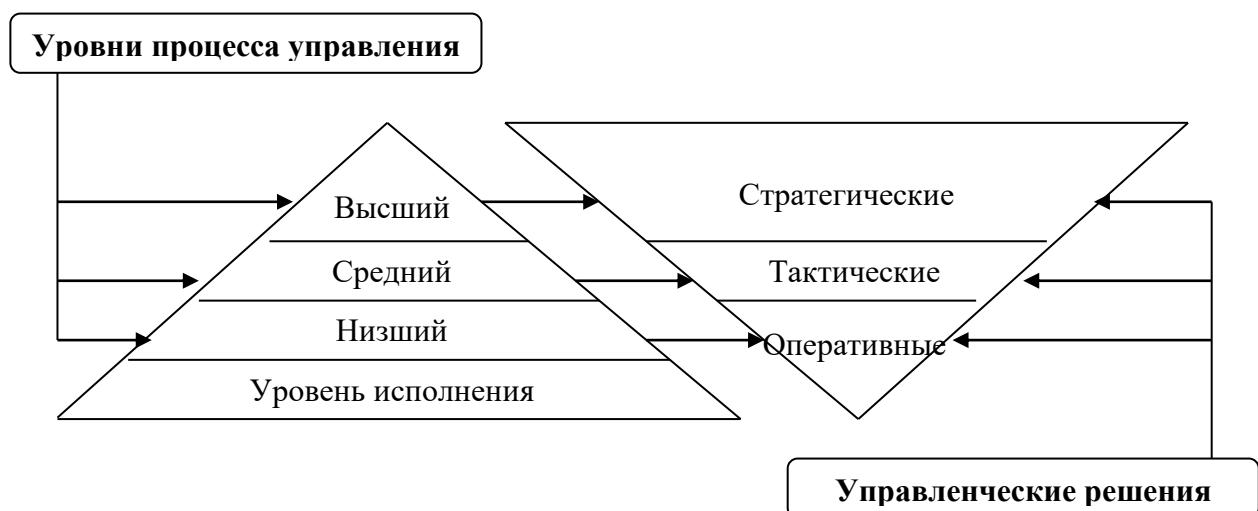 Уровни процесса управления
Высший
Стратегические
Средний
Тактические
Низший
Оперативные
Уровень исполнения
Управленческие решения